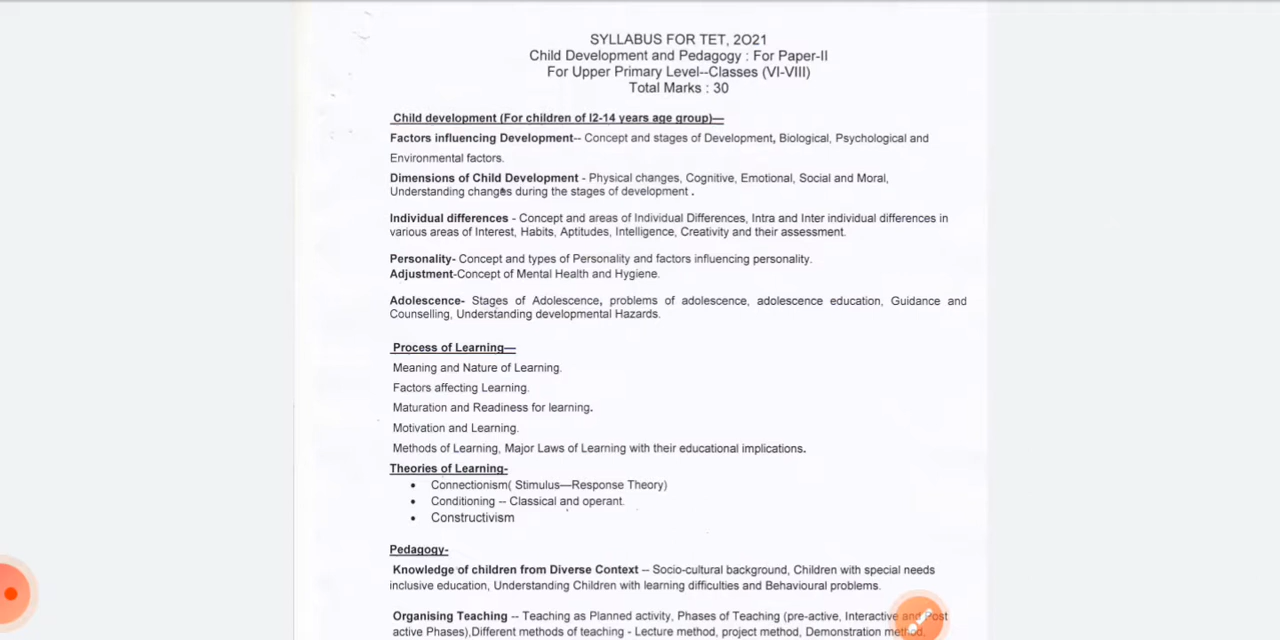 SYLLABUS FOR TET, 2O21
Child Development and Pedagogy : For Paper-II
For Upper Primary Level--Classes (VI-VIII)
Total Marks : 30
Child development (For children of l2-14 years age group)—
Factors influencing Development-- Concept and stages of Development, Biological, Psychological and
Environmental factors.
Dimensions of Child Development - Physical changes, Cognitive, Emotional, Social and Moral,
Understanding changes during the stages of development .
Individual differences - Concept and areas of Individual Differences, Intra and Inter individual differences in
various areas of Interest, Habits, Aptitudes, Intelligence, Creativity and their assessment.
Personality- Concept and types of Personality and factors influencing personality.
Adjustment-Concept of Mental Health and Hygiene.
Adolescence- Stages of Adolescence, problems of adolescence, adolescence education, Guidance and
Counselling, Understanding developmental Hazards.
Process of Learning—
Meaning and Nature of Learning.
Factors affecting Learning.
Maturation and Readiness for learning.
Motivation and Learning.
Methods of Learning, Major Laws of Learning with their educational implications.
Theories of Learning-
• Connectionism( Stimulus—Response Theory)
• Conditioning -- Classical and operant.
• Constructivism
Pedagogy-
Knowledge of children from Diverse Context -- Socio-cultural background, Children with special needs
inclusive education, Understanding Children with learning difficulties and Behavioural problems.
Organising Teaching -- Teaching as Planned activity, Phases of Teaching (pre-active, Interactive and Post
active Phases),Different methods of teaching - Lecture method, project method, Demonstration method,